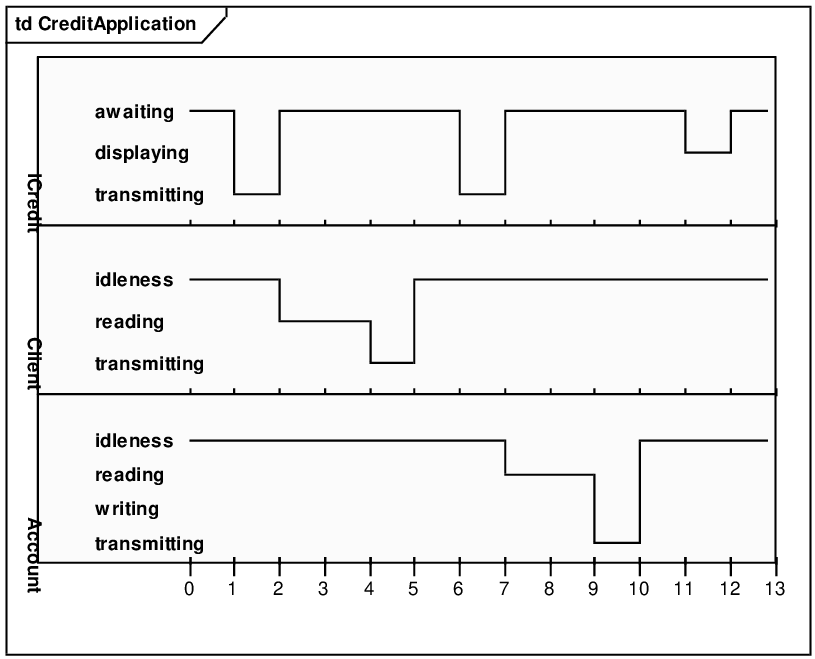 td CreditApplication
ICredit
awaiting
displaying
transmitting
Client
idleness
reading
transmitting
Account
idleness
reading
writing
transmitting
0 1 2 3 4 5 6 7 8 9 10 11 12 13